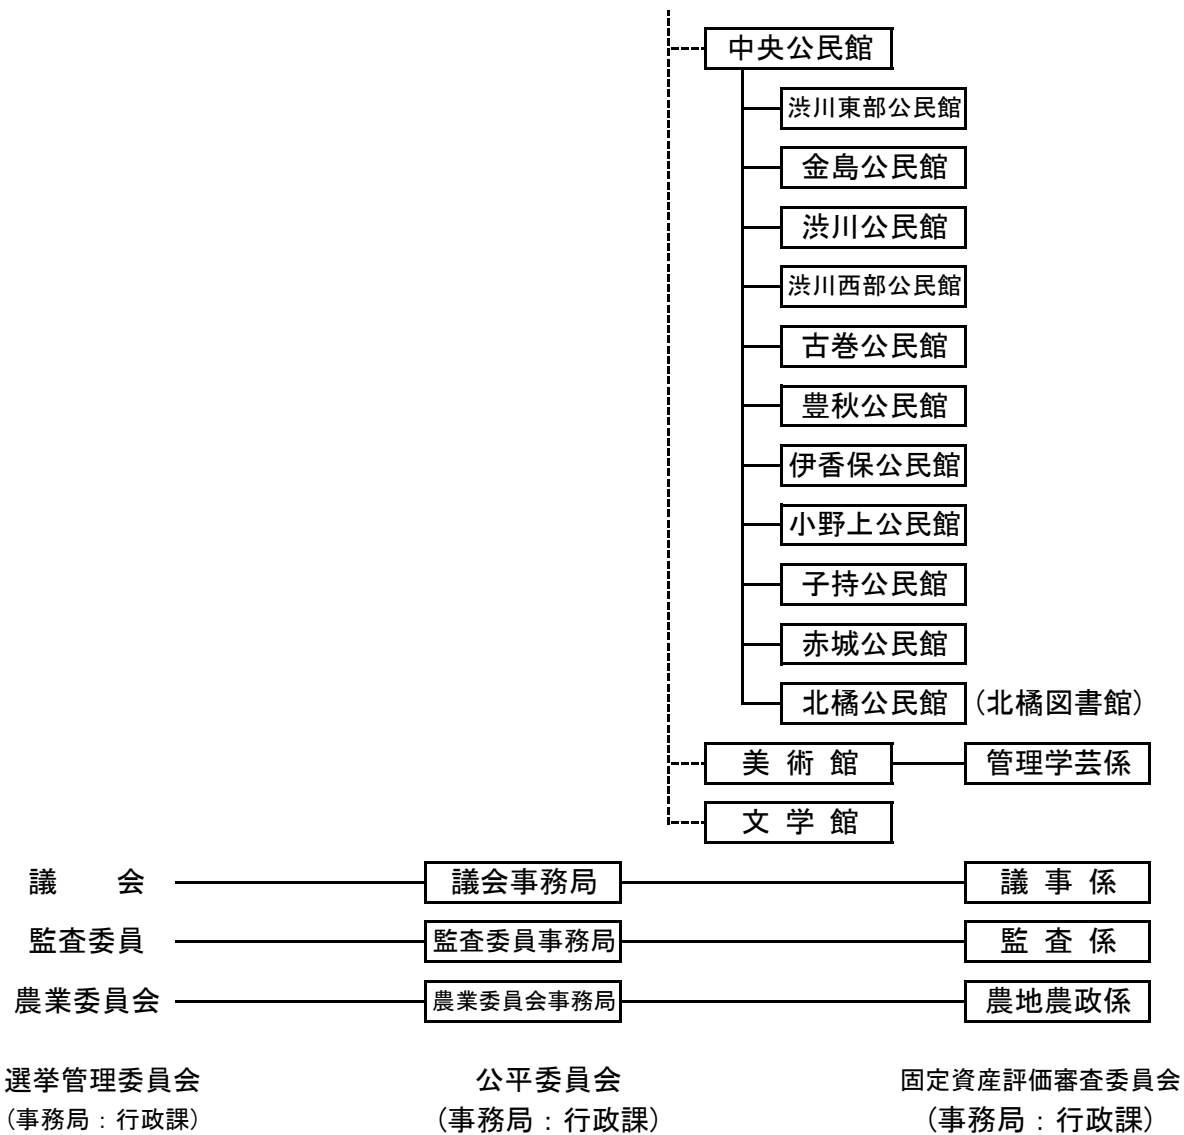 中央公民館
渋川東部公民館
金島公民館
渋川公民館
渋川西部公民館
古巻公民館
豊秋公民館
伊香保公民館
小野上公民館
子持公民館
赤城公民館
北橘公民館 (北橘図書館)
美 術 館 管理学芸係
文 学 館
議 会 議会事務局 議 事 係
監査委員 監査委員事務局 監 査 係
農業委員会 農業委員会事務局 農地農政係
選挙管理委員会 公平委員会 固定資産評価審査委員会
(事務局：行政課) (事務局：行政課) (事務局：行政課)